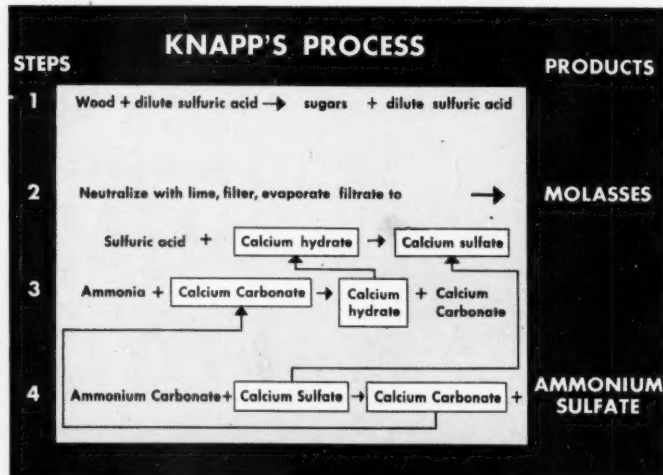 KNAPP'S PROCESS
STEPS
PRODUCTS
1 Wood + dilute sulfuric acid → sugars + dilute sulfuric acid
2 Neutralize with lime, filter, evaporate filtrate to → MOLASSES
Sulfuric acid + Calcium hydrate → Calcium sulfate
3 Ammonia + Calcium Carbonate → Calcium hydrate + Calcium Carbonate
4 Ammonium Carbonate + Calcium Sulfate → Calcium Carbonate + AMMONIUM SULFATE